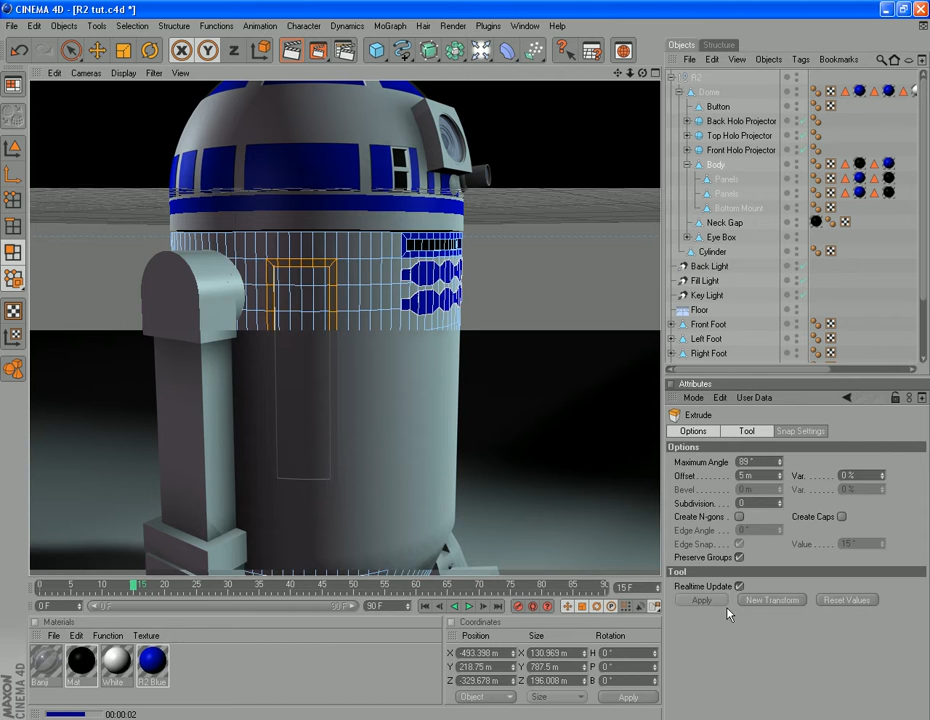 CINEMA 4D - [R2 tut.c4d *]
File Edit Objects Tools Selection Structure Functions Animation Character Dynamics MoGraph Hair Render Plugins Window Help
X Y Z
Edit Cameras Display Filter View
Objects Structure
File Edit View Objects Tags Bookmarks
R2
Dome
Button
Back Holo Projector
Top Holo Projector
Front Holo Projector
Body
Panels
Panels
Bottom Mount
Neck Gap
Eye Box
Cylinder
Back Light
Fill Light
Key Light
Floor
Front Foot
Left Foot
Right Foot
Attributes
Mode Edit User Data
Extrude
Options Tool Snap Settings
Options
Maximum Angle 89 °
Offset 5 m Var. 0 %
Bevel 0 m Var. 0 %
Subdivision 0
Create N-gons Create Caps
Edge Angle 0 °
Edge Snap Value 15 °
Preserve Groups
Tool
Realtime Update
Apply New Transform Reset Values
0 5 10 15 20 25 30 35 40 45 50 55 60 65 70 75 80 85 90 15 F
0 F 0 F 90 F 90 F
Materials
File Edit Function Texture
Banji Mat White R2 Blue
Coordinates
Position Size Rotation
X -493.398 m X 130.969 m H 0 °
Y 218.75 m Y 787.5 m P 0 °
Z -329.678 m Z 196.008 m B 0 °
Object Size Apply
MAXON CINEMA 4D
00:00:02